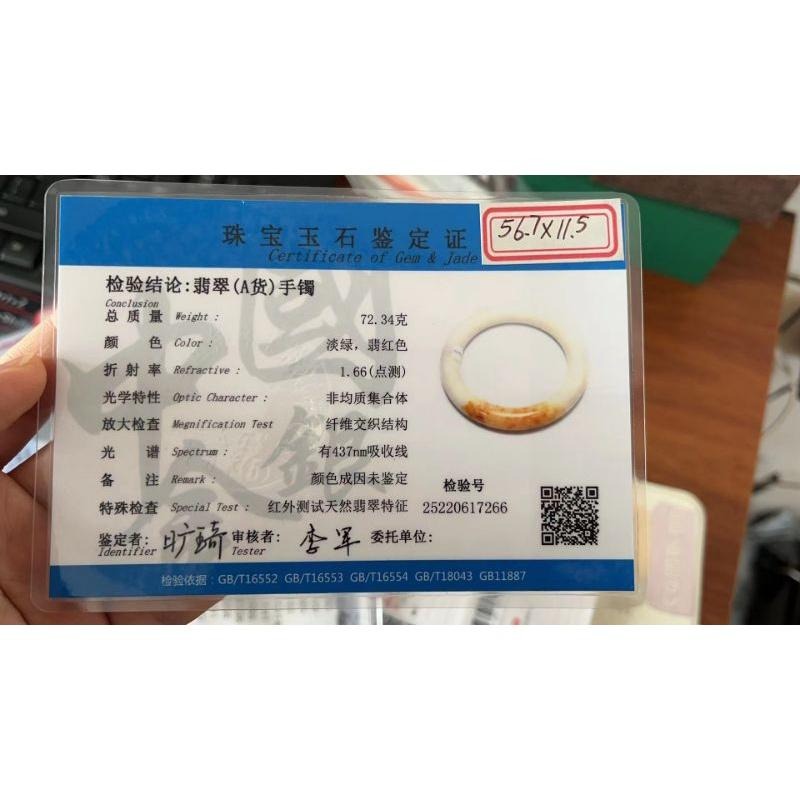 珠宝玉石鉴定证
Certificate of Gem & Jade
56.7X11.5
检验结论:翡翠(A货)手镯
Conclusion
总质量 Weight : 72.34克
颜色 Color : 淡绿，翡红色
折射率 Refractive : 1.66(点测)
光学特性 Optic Character : 非均质集合体
放大检查 Megnification Test 纤维交织结构
光谱 Spectrum : 有437nm吸收线
备注 Remark : 颜色成因未鉴定
特殊检查 Special Test : 红外测试天然翡翠特征
检验号
25220617266
鉴定者: 旷琦 审核者: 李军 委托单位:
Identifier Tester
检验依据：GB/T16552 GB/T16553 GB/T16554 GB/T18043 GB11887